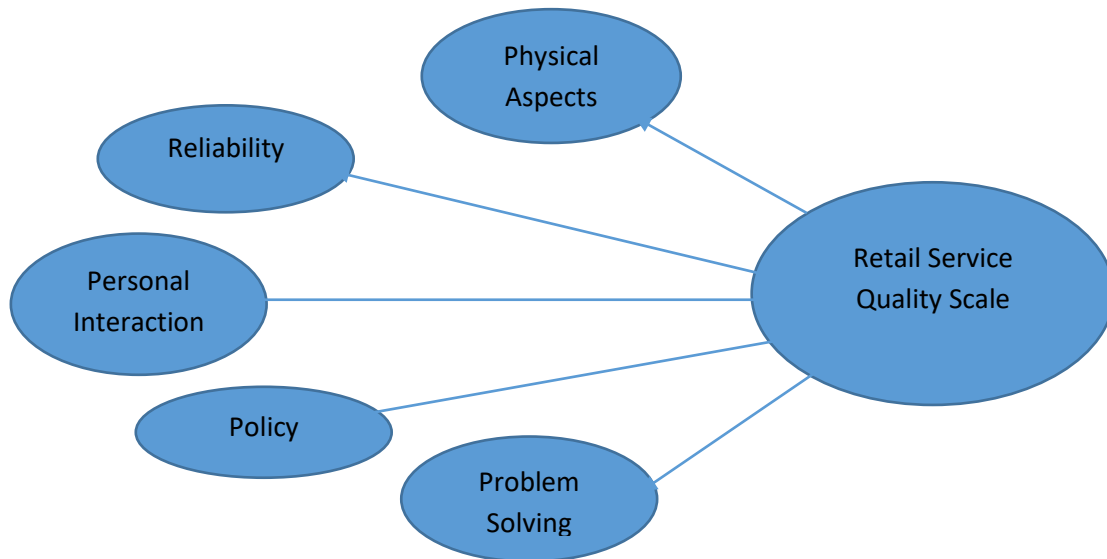 Physical
Aspects
Reliability
Retail Service
Quality Scale
Personal
Interaction
Policy
Problem
Solving